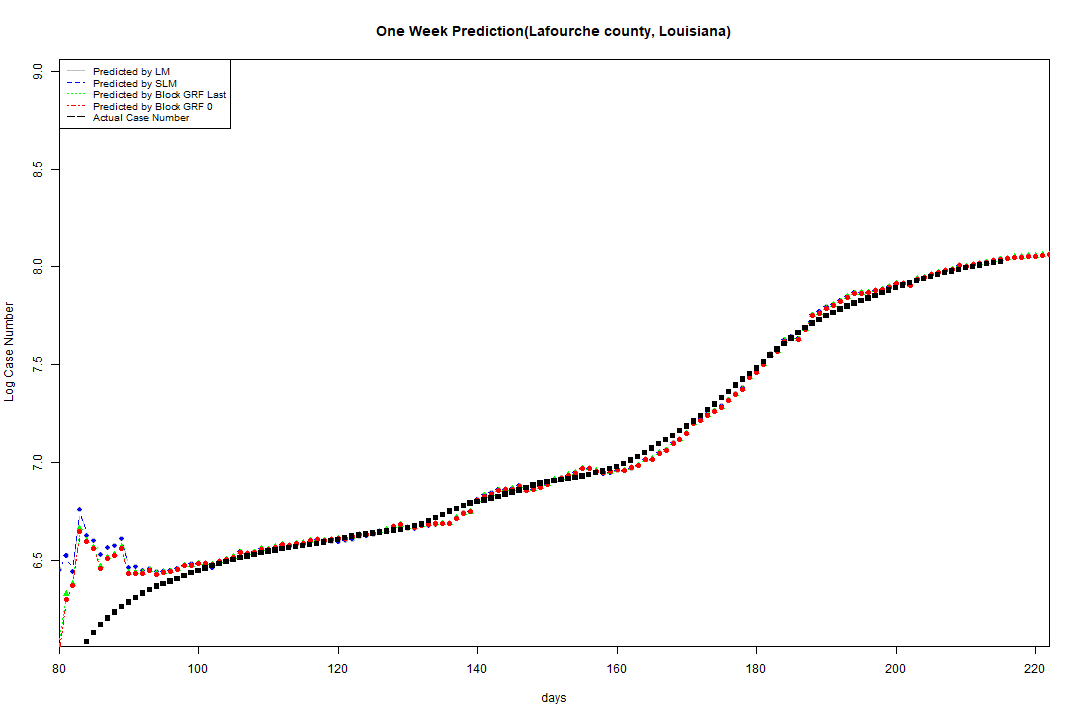 One Week Prediction(Lafourche county, Louisiana)
Predicted by LM
Predicted by SLM
Predicted by Block GRF Last
Predicted by Block GRF 0
Actual Case Number
9.0
8.5
8.0
7.5
7.0
6.5
Log Case Number
80 100 120 140 160 180 200 220
days